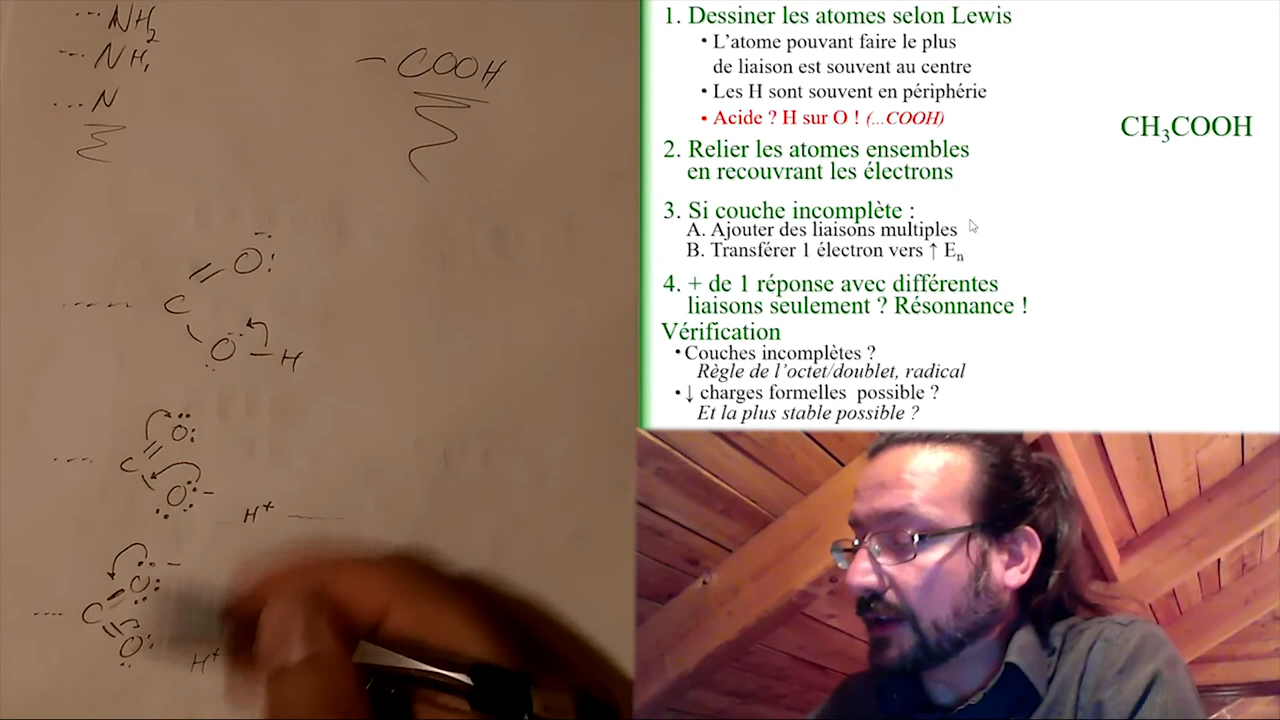 NH2
NH,
N
- COOH
O
C
O - H
O
C
O -
H+
O -
C
O
H+
1. Dessiner les atomes selon Lewis
• L'atome pouvant faire le plus
de liaison est souvent au centre
• Les H sont souvent en périphérie
• Acide ? H sur O ! (...COOH)
2. Relier les atomes ensembles
en recouvrant les électrons
3. Si couche incomplète :
A. Ajouter des liaisons multiples
B. Transférer 1 électron vers ↑ En
4. + de 1 réponse avec différentes
liaisons seulement ? Résonnance !
Vérification
• Couches incomplètes ?
Règle de l'octet/doublet, radical
• ↓ charges formelles possible ?
Et la plus stable possible ?
CH3COOH